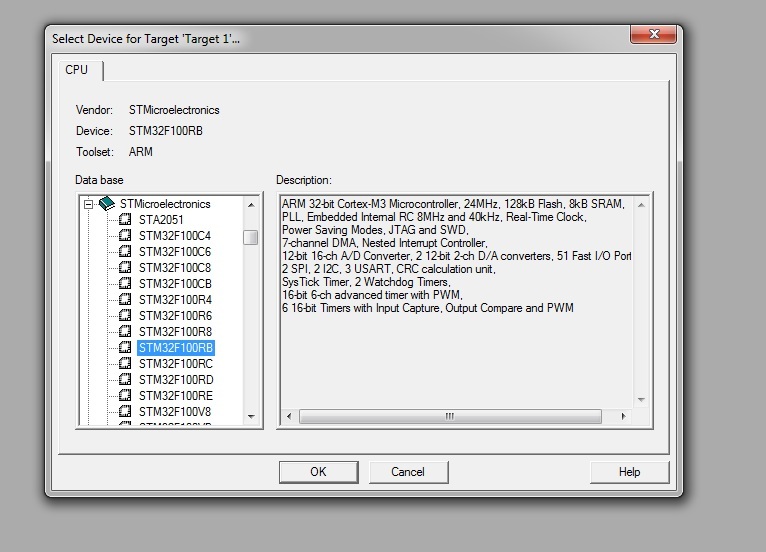 Select Device for Target 'Target 1'...
CPU
Vendor: STMicroelectronics
Device: STM32F100RB
Toolset: ARM
Data base
STMicroelectronics
STA2051
STM32F100C4
STM32F100C6
STM32F100C8
STM32F100CB
STM32F100R4
STM32F100R6
STM32F100R8
STM32F100RB
STM32F100RC
STM32F100RD
STM32F100RE
STM32F100V8
Description:
ARM 32-bit Cortex-M3 Microcontroller, 24MHz, 128kB Flash, 8kB SRAM,
PLL, Embedded Internal RC 8MHz and 40kHz, Real-Time Clock,
Power Saving Modes, JTAG and SWD,
7-channel DMA, Nested Interrupt Controller,
12-bit 16-ch A/D Converter, 2 12-bit 2-ch D/A converters, 51 Fast I/O Port
2 SPI, 2 I2C, 3 USART, CRC calculation unit,
SysTick Timer, 2 Watchdog Timers,
16-bit 6-ch advanced timer with PWM,
6 16-bit Timers with Input Capture, Output Compare and PWM
OK Cancel Help